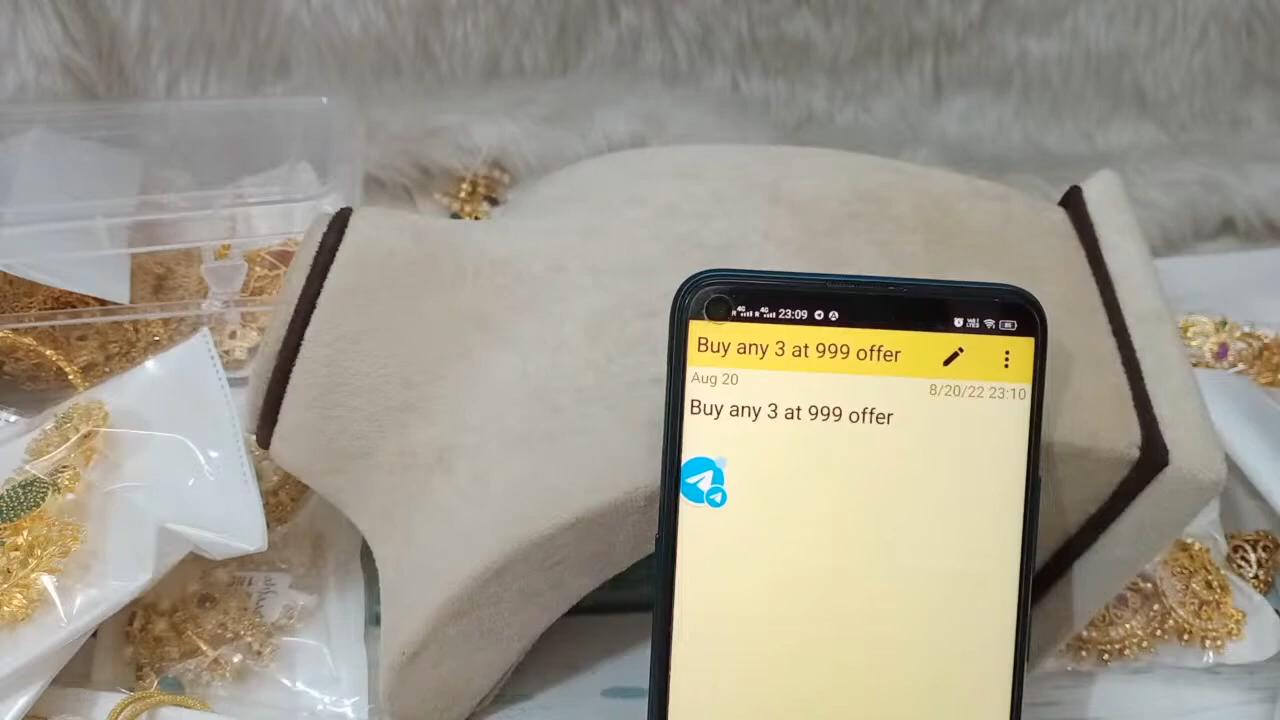 23:09
Buy any 3 at 999 offer
Aug 20
8/20/22 23:10
Buy any 3 at 999 offer